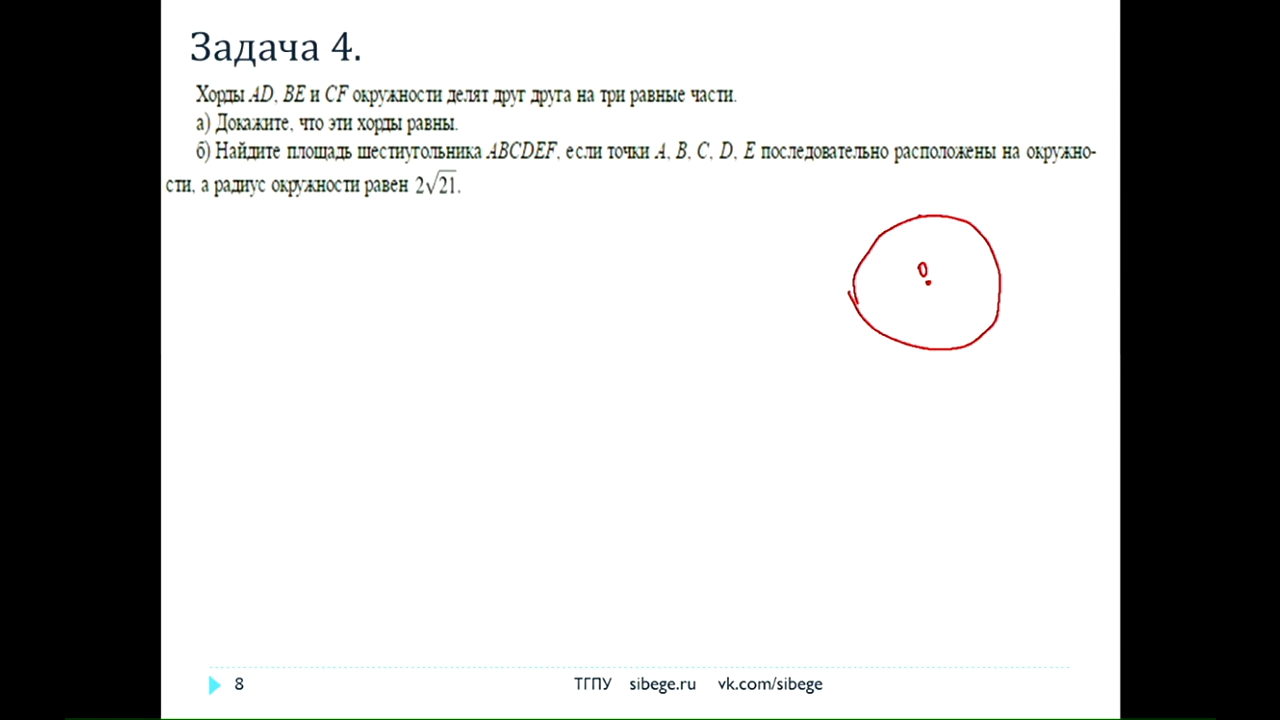 Задача 4.
Хорды AD, BE и CF окружности делят друг друга на три равные части.
а) Докажите, что эти хорды равны.
б) Найдите площадь шестиугольника ABCDEF, если точки A, B, C, D, E последовательно расположены на окружно-
сти, а радиус окружности равен 2√21.
O
8 ТГПУ sibege.ru vk.com/sibege